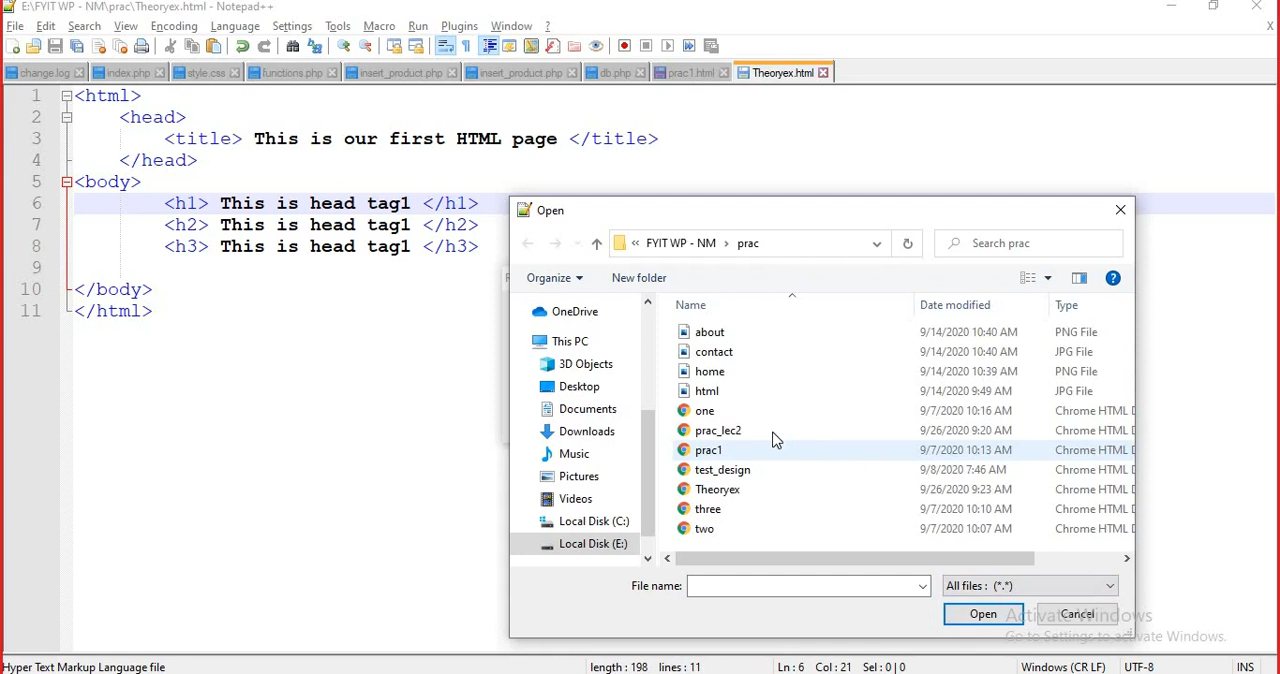 E:\FYIT WP - NM\prac\Theoryex.html - Notepad++
File Edit Search View Encoding Language Settings Tools Macro Run Plugins Window ? X
change.log index.php style.css functions.php insert_product.php insert_product.php db.php prac1.html Theoryex.html
1 <html>
2 <head>
3 <title> This is our first HTML page </title>
4 </head>
5 <body>
6 <h1> This is head tag1 </h1>
7 <h2> This is head tag1 </h2>
8 <h3> This is head tag1 </h3>
9
10 </body>
11 </html>
Open
« FYIT WP - NM › prac Search prac
Organize New folder
Name Date modified Type
OneDrive
This PC
3D Objects
Desktop
Documents
Downloads
Music
Pictures
Videos
Local Disk (C:)
Local Disk (E:)
about 9/14/2020 10:40 AM PNG File
contact 9/14/2020 10:40 AM JPG File
home 9/14/2020 10:39 AM PNG File
html 9/14/2020 9:49 AM JPG File
one 9/7/2020 10:16 AM Chrome HTML D
prac_lec2 9/26/2020 9:20 AM Chrome HTML D
prac1 9/7/2020 10:13 AM Chrome HTML D
test_design 9/8/2020 7:46 AM Chrome HTML D
Theoryex 9/26/2020 9:23 AM Chrome HTML D
three 9/7/2020 10:10 AM Chrome HTML D
two 9/7/2020 10:07 AM Chrome HTML D
File name: All files : (*.*)
Open Cancel
Activate Windows
Go to Settings to activate Windows.
Hyper Text Markup Language file length : 198 lines : 11 Ln : 6 Col : 21 Sel : 0 | 0 Windows (CR LF) UTF-8 INS